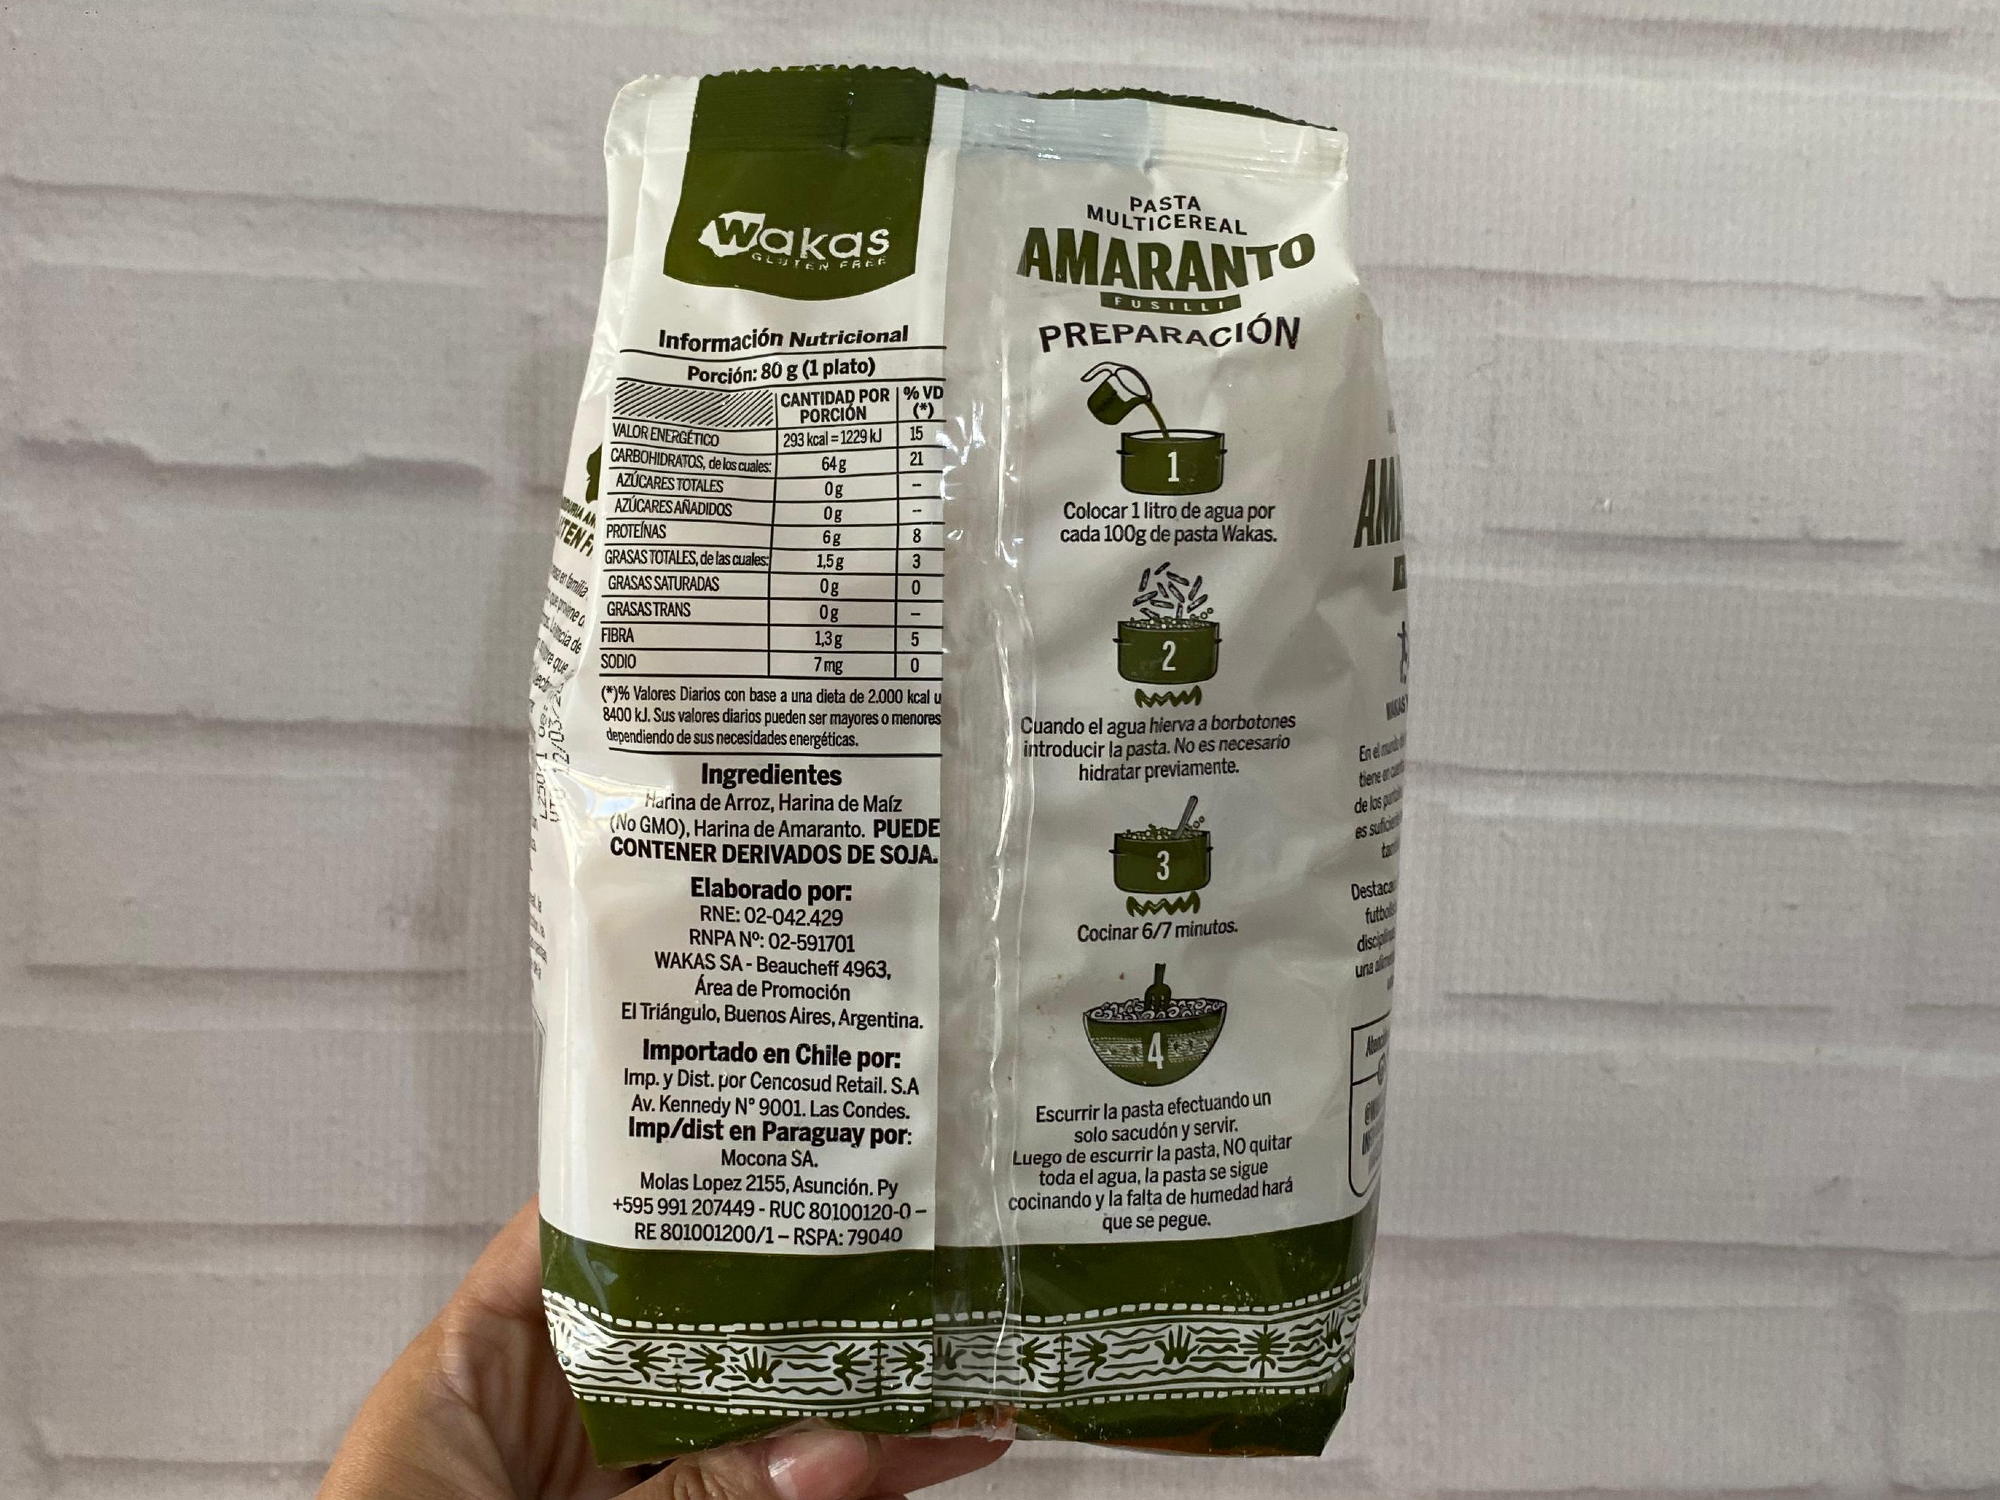 Wakas
GLUTEN FREE
Información Nutricional
Porción: 80 g (1 plato)
CANTIDAD POR PORCIÓN % VD (*)
VALOR ENERGÉTICO 293 kcal = 1229 kJ 15
CARBOHIDRATOS, de los cuales: 64 g 21
AZÚCARES TOTALES 0 g --
AZÚCARES AÑADIDOS 0 g --
PROTEÍNAS 6 g 8
GRASAS TOTALES, de las cuales: 1,5 g 3
GRASAS SATURADAS 0 g 0
GRASAS TRANS 0 g –
FIBRA 1,3 g 5
SODIO 7 mg 0
(*)% Valores Diarios con base a una dieta de 2.000 kcal u
8400 kJ. Sus valores diarios pueden ser mayores o menores
dependiendo de sus necesidades energéticas.
Ingredientes
Harina de Arroz, Harina de Maíz
(No GMO), Harina de Amaranto. PUEDE
CONTENER DERIVADOS DE SOJA.
Elaborado por:
RNE: 02-042.429
RNPA Nº: 02-591701
WAKAS SA - Beaucheff 4963,
Área de Promoción
El Triángulo, Buenos Aires, Argentina.
Importado en Chile por:
Imp. y Dist. por Cencosud Retail. S.A
Av. Kennedy N° 9001. Las Condes.
Imp/dist en Paraguay por:
Mocona SA.
Molas Lopez 2155, Asunción. Py
+595 991 207449 - RUC 80100120-0 –
RE 801001200/1 – RSPA: 79040
PASTA
MULTICEREAL
AMARANTO
FUSILLI
PREPARACIÓN
1
Colocar 1 litro de agua por
cada 100g de pasta Wakas.
2
Cuando el agua hierva a borbotones
introducir la pasta. No es necesario
hidratar previamente.
3
Cocinar 6/7 minutos.
4
Escurrir la pasta efectuando un
solo sacudón y servir.
Luego de escurrir la pasta, NO quitar
toda el agua, la pasta se sigue
cocinando y la falta de humedad hará
que se pegue.
En el
tiene en
de los
es